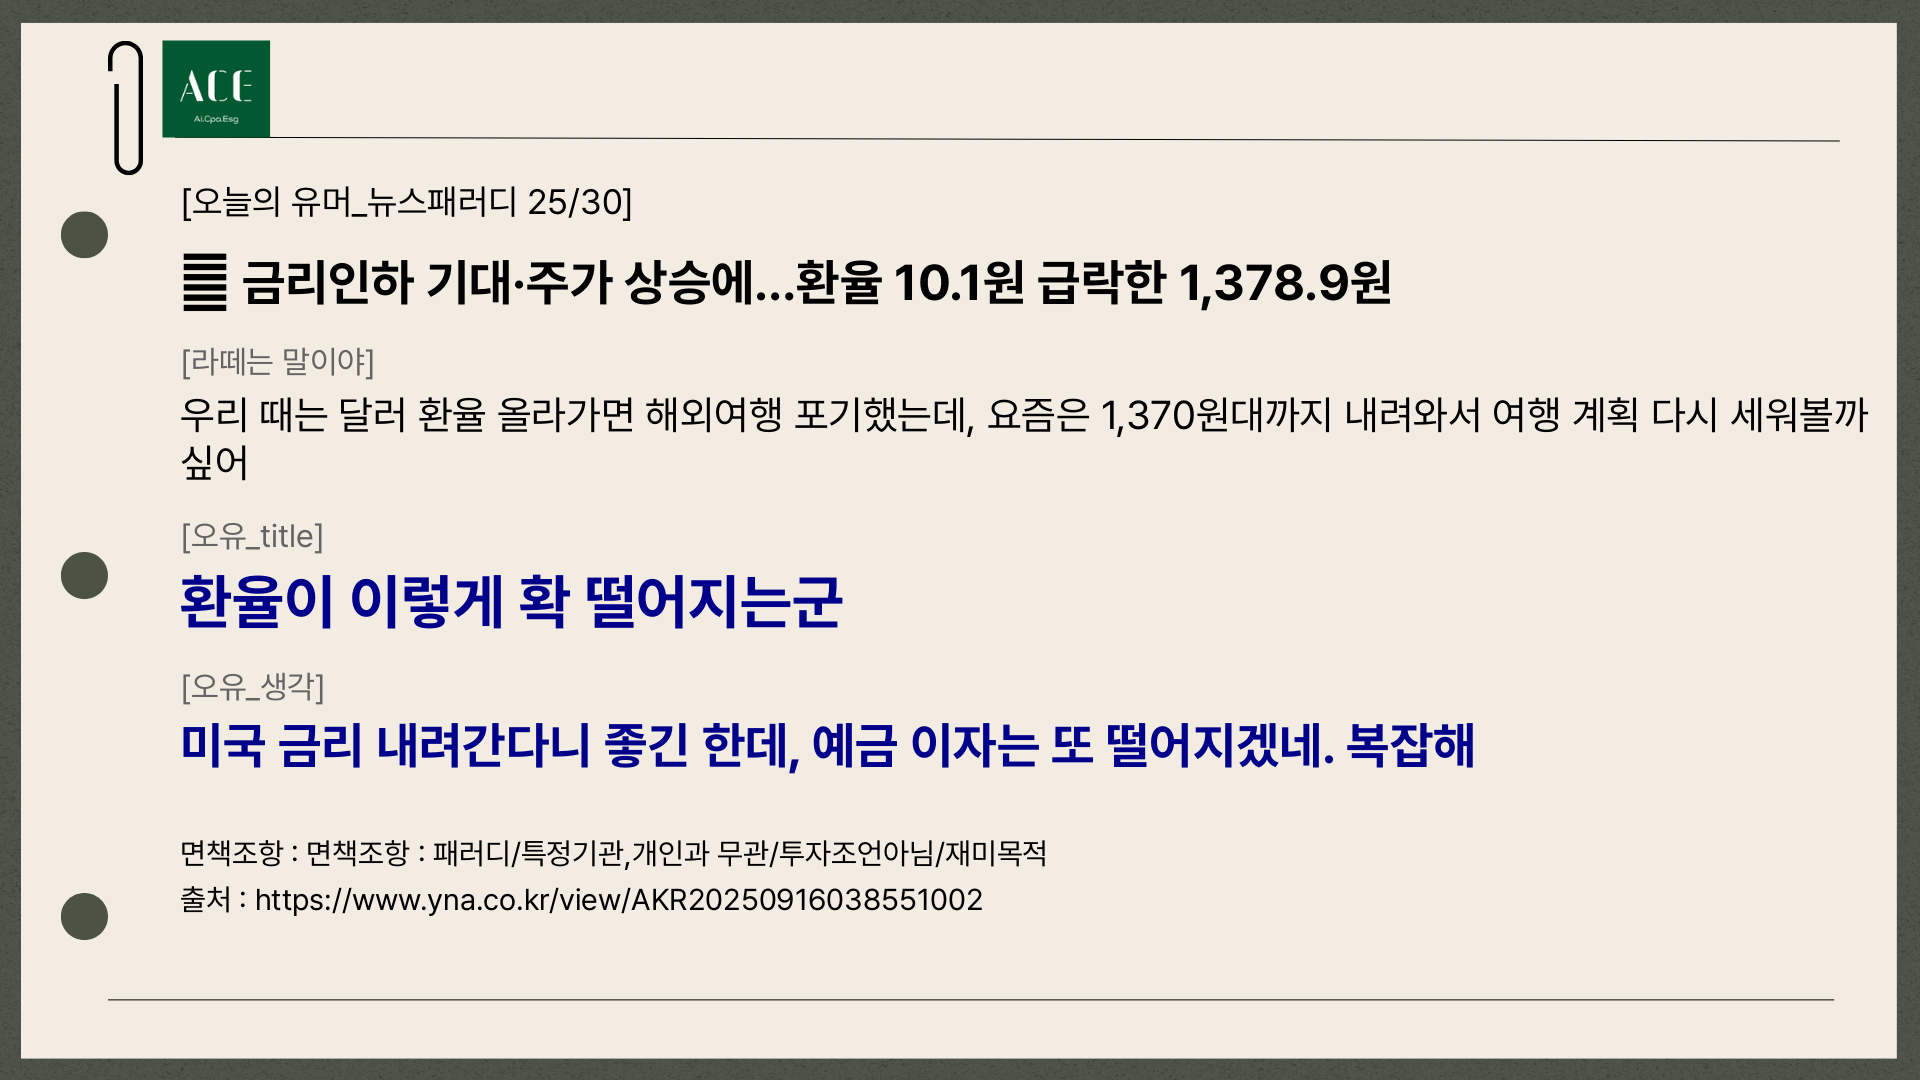 ACE
Ai.Cpa.Esg
[오늘의 유머_뉴스패러디 25/30]
금리인하 기대·주가 상승에...환율 10.1원 급락한 1,378.9원
[라떼는 말이야]
우리 때는 달러 환율 올라가면 해외여행 포기했는데, 요즘은 1,370원대까지 내려와서 여행 계획 다시 세워볼까
싶어
[오유_title]
환율이 이렇게 확 떨어지는군
[오유_생각]
미국 금리 내려간다니 좋긴 한데, 예금 이자는 또 떨어지겠네. 복잡해
면책조항 : 면책조항 : 패러디/특정기관,개인과 무관/투자조언아님/재미목적
출처 : https://www.yna.co.kr/view/AKR20250916038551002